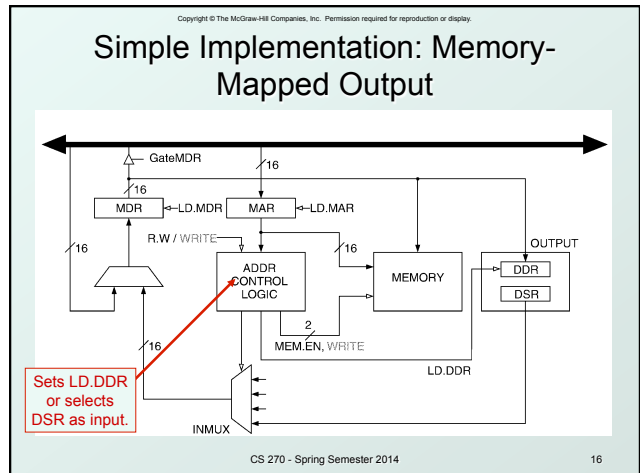 Copyright © The McGraw-Hill Companies, Inc. Permission required for reproduction or display.
Simple Implementation: Memory-
Mapped Output
GateMDR
16
16
MDR
LD.MDR
MAR
LD.MAR
16
R.W / WRITE
16
OUTPUT
ADDR
CONTROL
LOGIC
MEMORY
DDR
DSR
2
MEM.EN, WRITE
16
LD.DDR
Sets LD.DDR
or selects
DSR as input.
INMUX
CS 270 - Spring Semester 2014
16